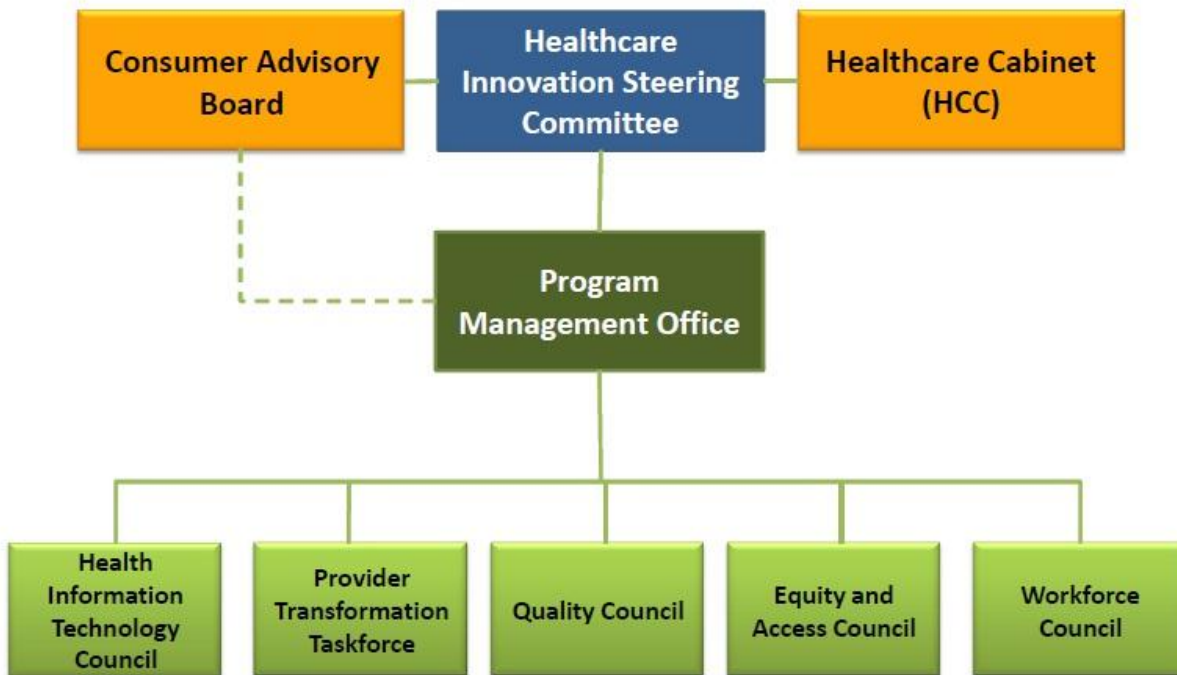 Consumer Advisory
Board
Healthcare
Innovation Steering
Committee
Healthcare Cabinet
(HCC)
Program
Management Office
Health
Information
Technology
Council
Provider
Transformation
Taskforce
Quality Council
Equity and
Access Council
Workforce
Council